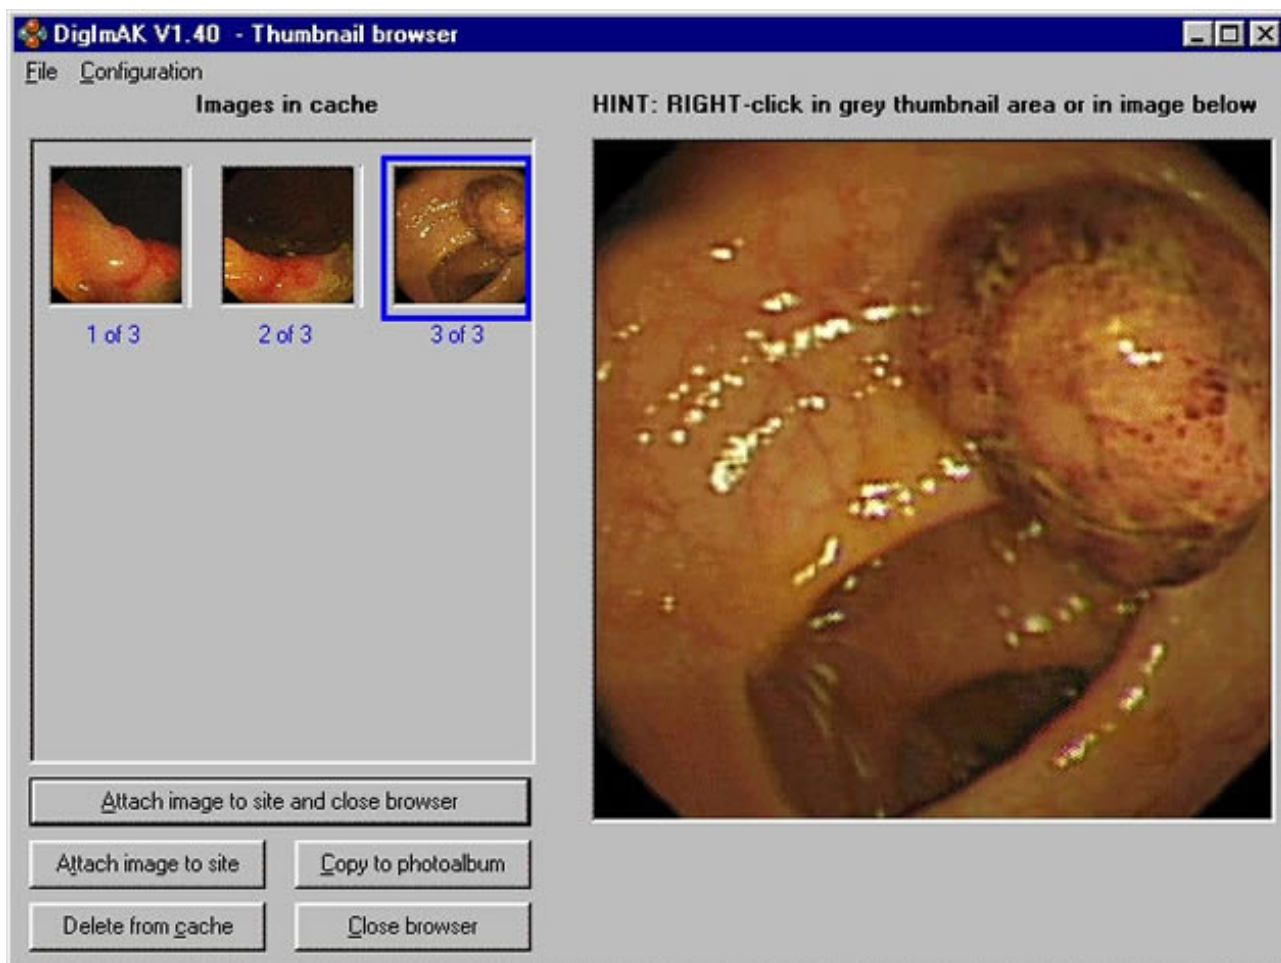 DigImAK V1.40 - Thumbnail browser
File Configuration
Images in cache
HINT: RIGHT-click in grey thumbnail area or in image below
1 of 3
2 of 3
3 of 3
Attach image to site and close browser
Attach image to site
Copy to photoalbum
Delete from cache
Close browser